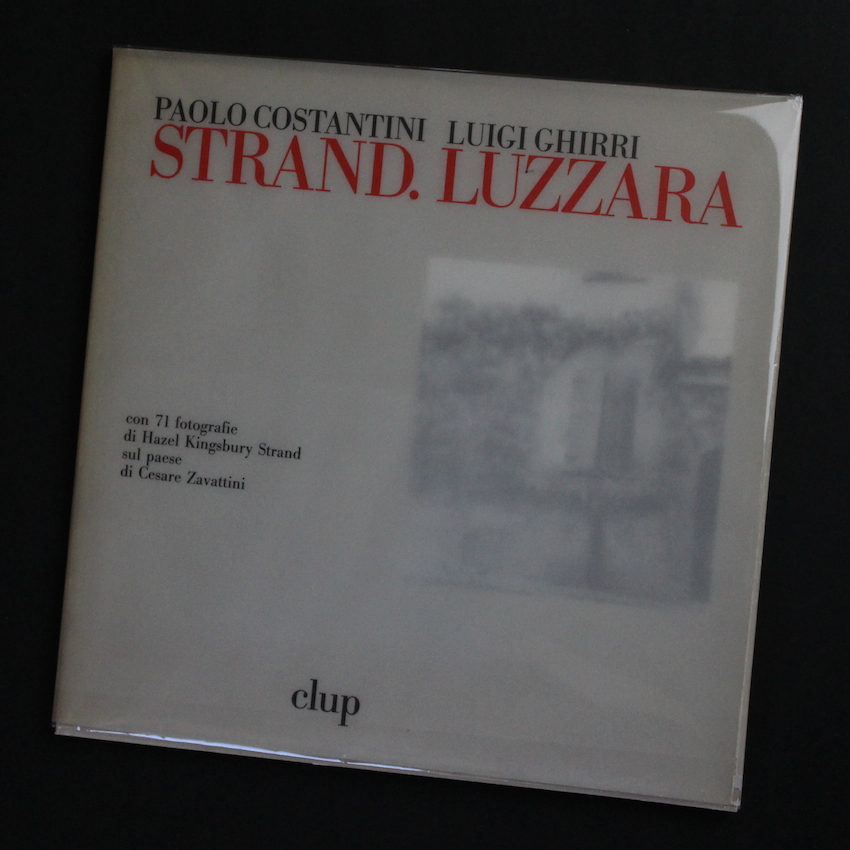 PAOLO COSTANTINI LUIGI GHIRRI
STRAND. LUZZARA
con 71 fotografie
di Hazel Kingsbury Strand
sul paese
di Cesare Zavattini
clup